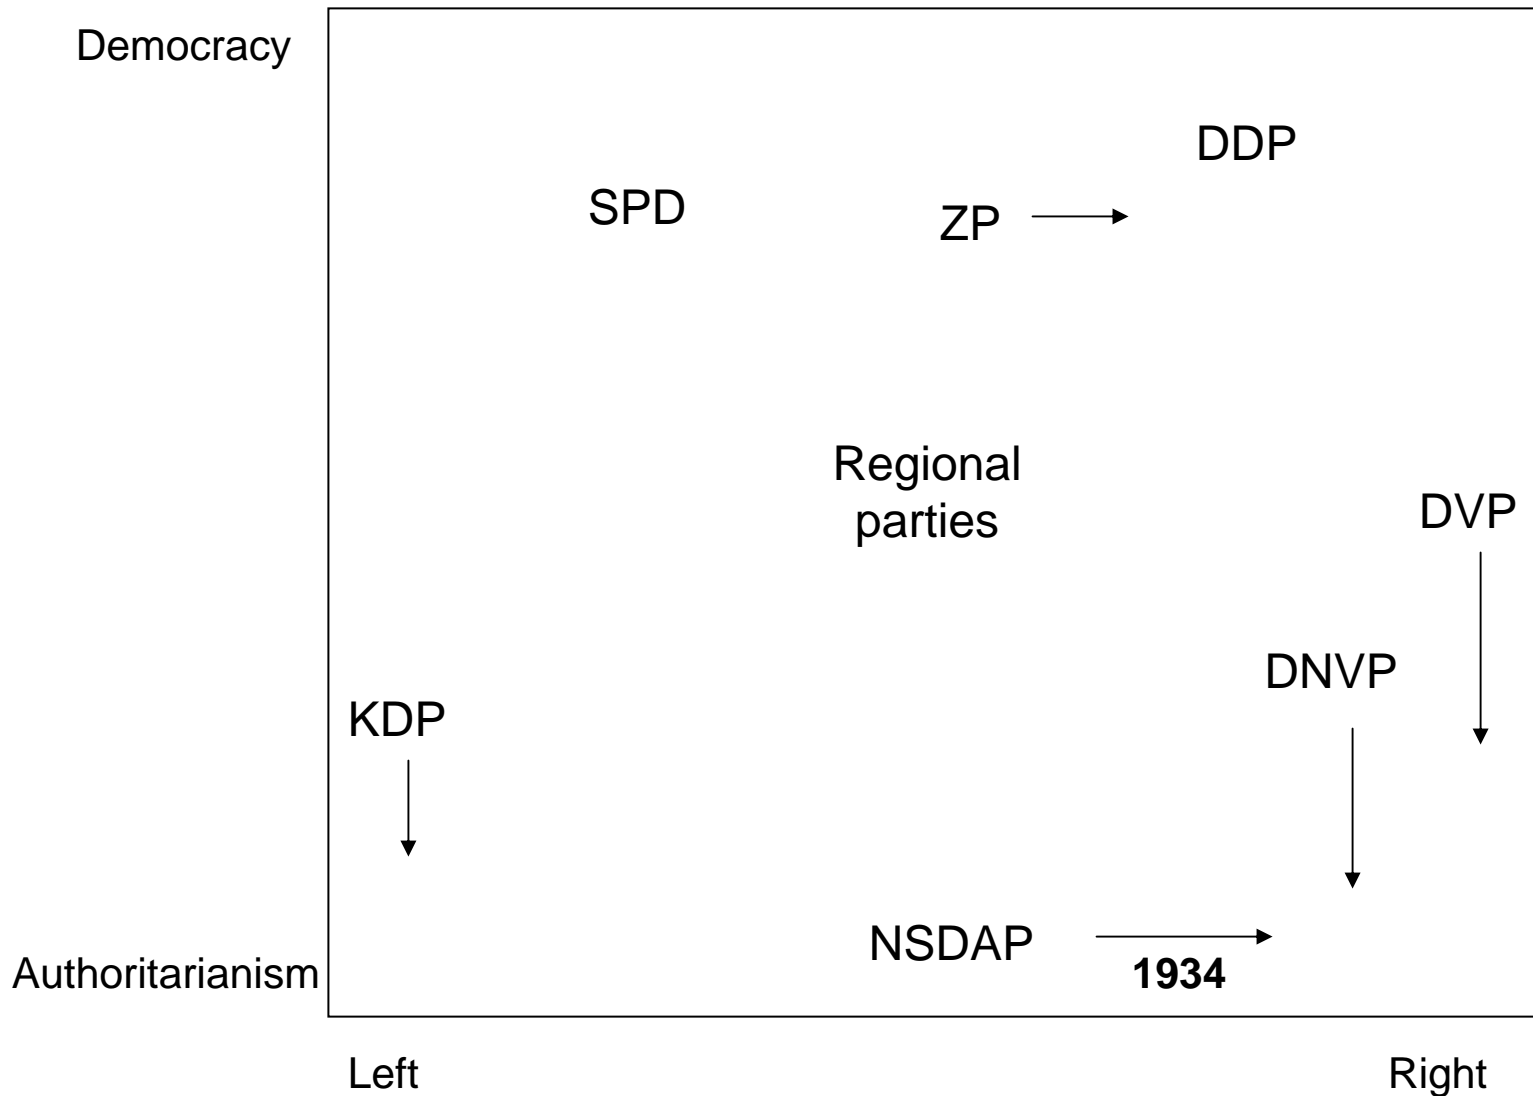 Democracy
DDP
SPD
ZP
Regional
parties
DVP
DNVP
KDP
NSDAP
1934
Authoritarianism
Left
Right